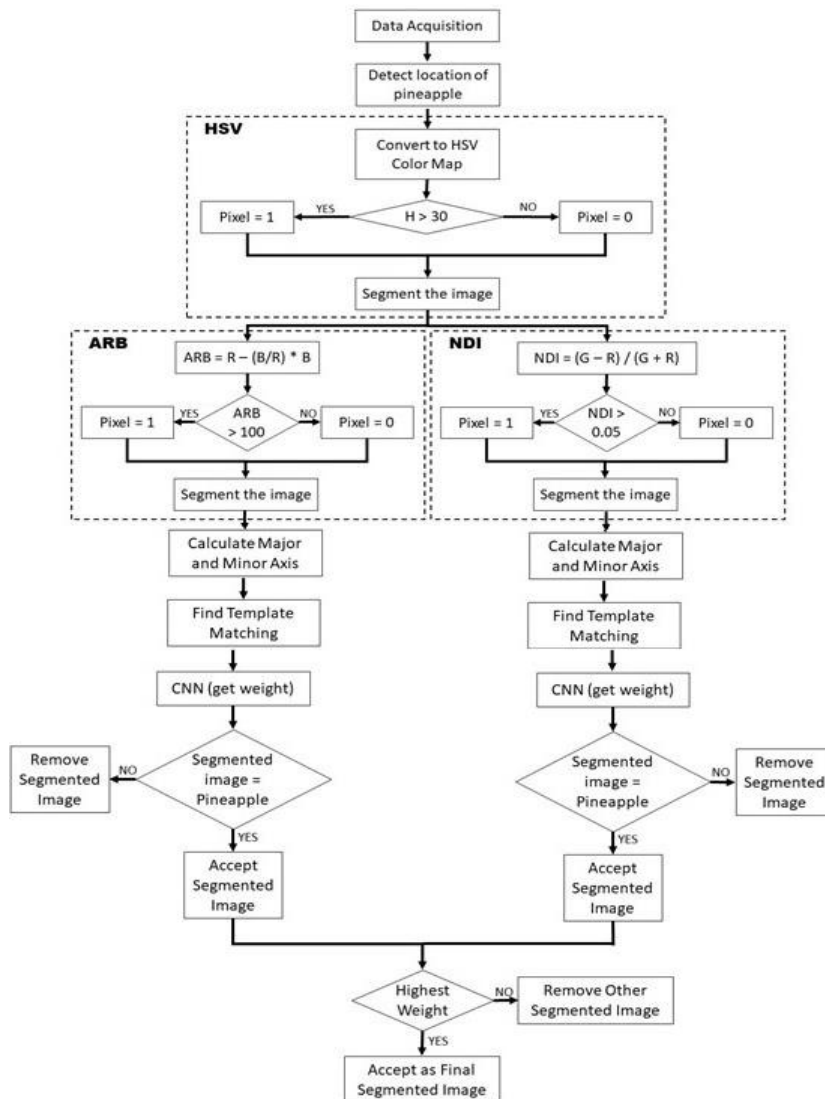 Data Acquisition
Detect location of
pineapple
HSV
Convert to HSV
Color Map
Pixel = 1
YES
H > 30
NO
Pixel = 0
Segment the image
ARB
ARB = R – (B/R) * B
Pixel = 1
YES
ARB
> 100
NO
Pixel = 0
Segment the image
NDI
NDI = (G – R) / (G + R)
Pixel = 1
YES
NDI >
0.05
NO
Pixel = 0
Segment the image
Calculate Major
and Minor Axis
Find Template
Matching
CNN (get weight)
Segmented
image =
Pineapple
NO
Remove
Segmented
Image
YES
Accept
Segmented
Image
Calculate Major
and Minor Axis
Find Template
Matching
CNN (get weight)
Segmented
image =
Pineapple
NO
Remove
Segmented
Image
YES
Accept
Segmented
Image
Highest
Weight
NO
Remove Other
Segmented Image
YES
Accept as Final
Segmented Image